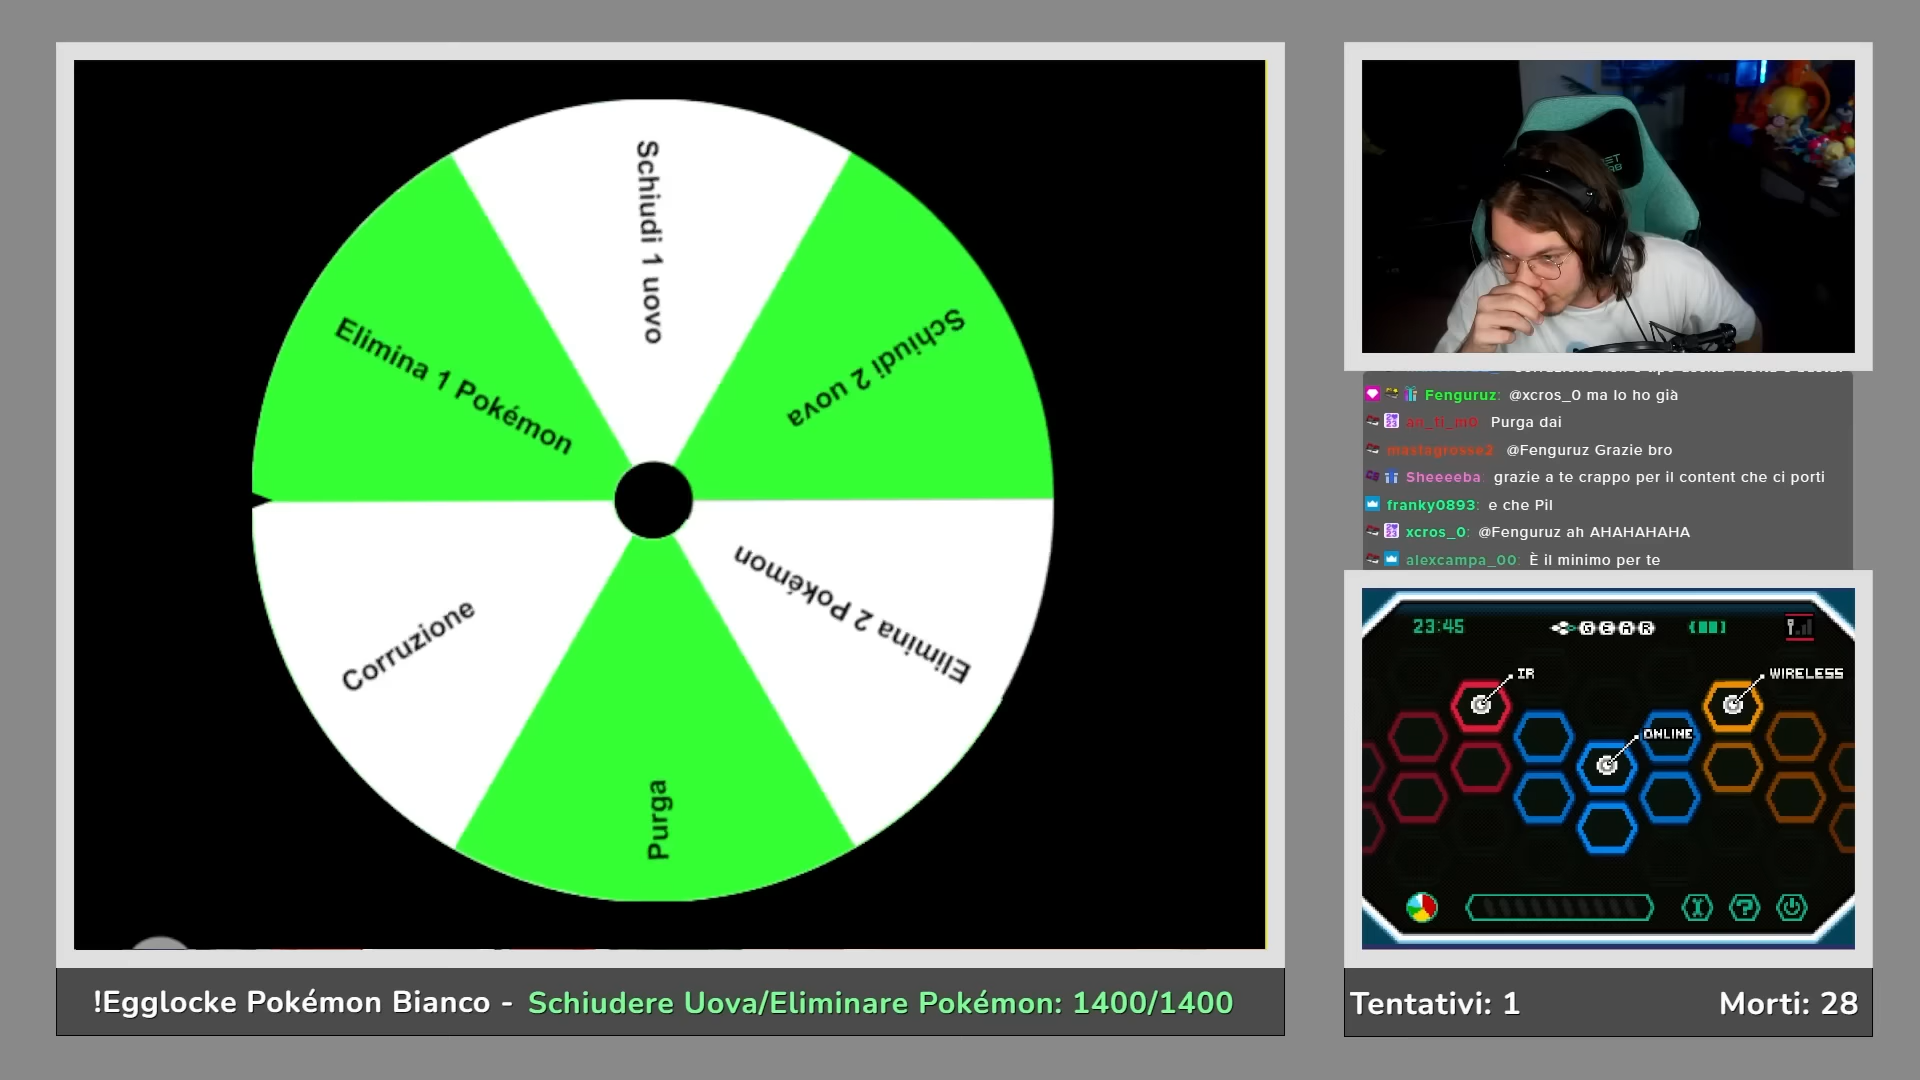 Schiudi 1 uovo
Schiudi 2 uova
Elimina 1 Pokémon
Elimina 2 Pokémon
Corruzione
Purga
Fenguruz: @xcros_0 ma lo ho già
an_ti_m0 Purga dai
mastagrosse2 @Fenguruz Grazie bro
Sheeeeba: grazie a te crappo per il content che ci porti
franky0893: e che Pil
xcros_0: @Fenguruz ah AHAHAHAHA
alexcampa_00: È il minimo per te
23:45
GEAR
IR
WIRELESS
ONLINE
?
!Egglocke Pokémon Bianco - Schiudere Uova/Eliminare Pokémon: 1400/1400
Tentativi: 1
Morti: 28